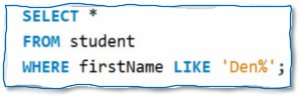 SELECT *
FROM student
WHERE firstName LIKE 'Den%';